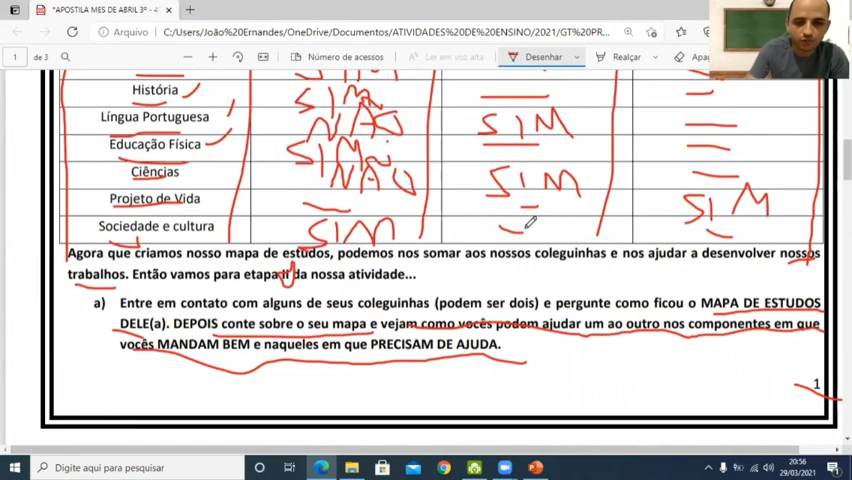 "APOSTILA MES DE ABRIL 3º - 4
Arquivo C:/Users/João%20Ernandes/OneDrive/Documentos/ATIVIDADES%20DE%20ENSINO/2021/GT%20PR...
1 de 3 Número de acessos Ler em voz alta Desenhar Realçar Apag
História SIM
Língua Portuguesa NÃO SIM
Educação Física SIM
Ciências NÃO SIM
Projeto de Vida SIM
Sociedade e cultura SIM
Agora que criamos nosso mapa de estudos, podemos nos somar aos nossos coleguinhas e nos ajudar a desenvolver nossos
trabalhos. Então vamos para etapa II da nossa atividade...
a) Entre em contato com alguns de seus coleguinhas (podem ser dois) e pergunte como ficou o MAPA DE ESTUDOS
DELE(a). DEPOIS conte sobre o seu mapa e vejam como vocês podem ajudar um ao outro nos componentes em que
vocês MANDAM BEM e naqueles em que PRECISAM DE AJUDA.
1
Digite aqui para pesquisar
20:56
29/03/2021